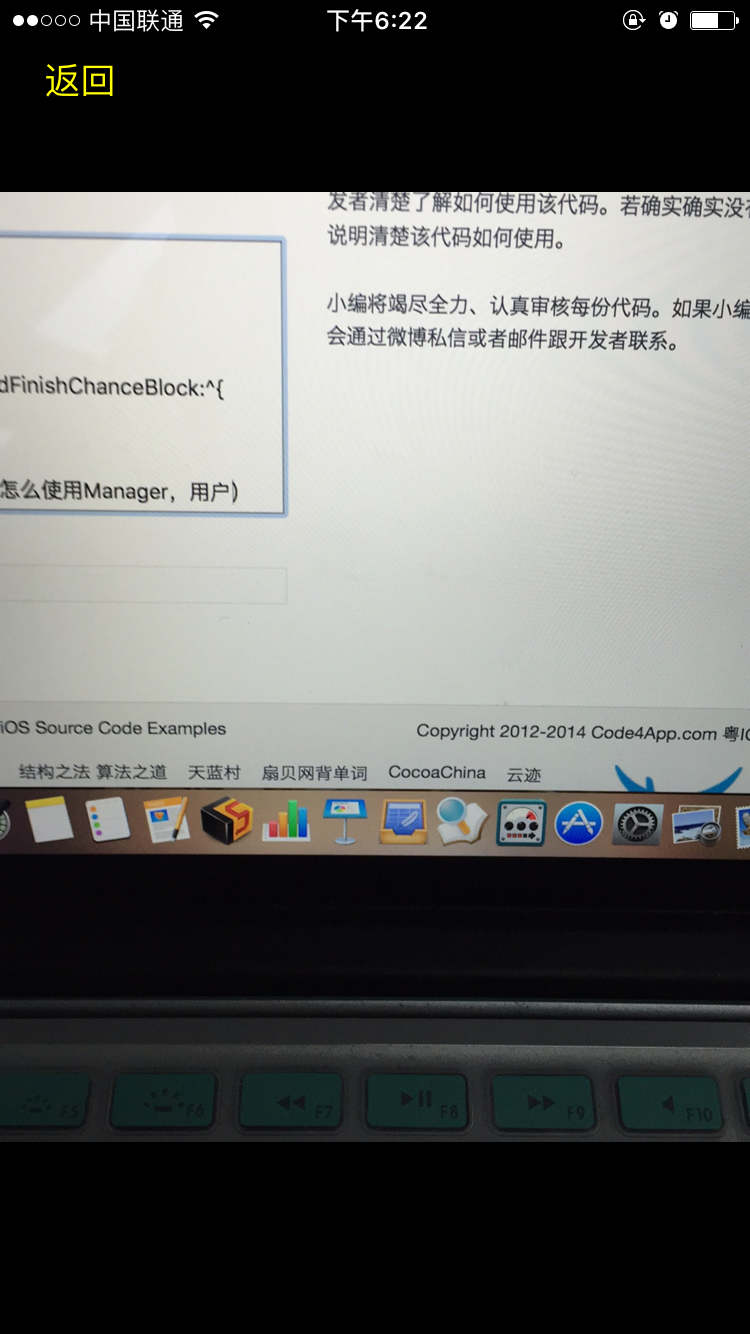 中国联通
下午6:22
返回
发者清楚了解如何使用该代码。若确实确实没有
说明清楚该代码如何使用。
小编将竭尽全力、认真审核每份代码。如果小编
会通过微博私信或者邮件跟开发者联系。
dFinishChanceBlock:^{
怎么使用Manager，用户)
iOS Source Code Examples
Copyright 2012-2014 Code4App.com 粤IC
结构之法 算法之道 天蓝村 扇贝网背单词 CocoaChina 云迹
F5 F6 F7 F8 F9 F10